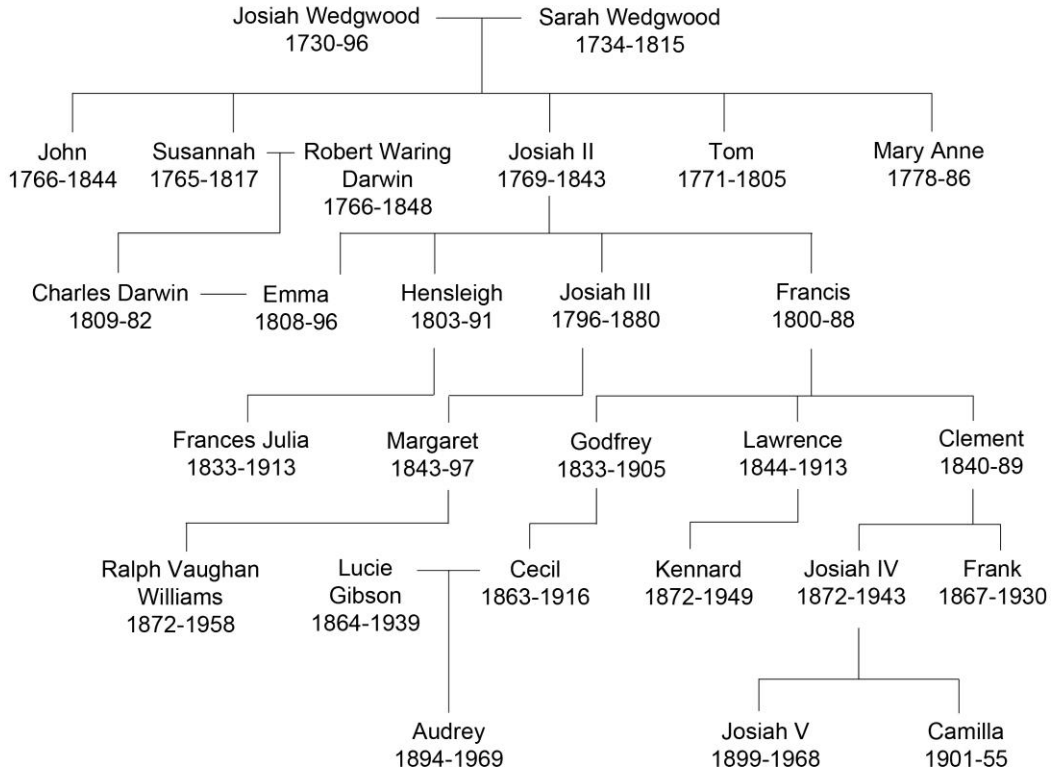 Josiah Wedgwood
1730-96
Sarah Wedgwood
1734-1815
John
1766-1844
Susannah
1765-1817
Robert Waring
Darwin
1766-1848
Josiah II
1769-1843
Tom
1771-1805
Mary Anne
1778-86
Charles Darwin
1809-82
Emma
1808-96
Hensleigh
1803-91
Josiah III
1796-1880
Francis
1800-88
Frances Julia
1833-1913
Margaret
1843-97
Godfrey
1833-1905
Lawrence
1844-1913
Clement
1840-89
Ralph Vaughan
Williams
1872-1958
Lucie
Gibson
1864-1939
Cecil
1863-1916
Kennard
1872-1949
Josiah IV
1872-1943
Frank
1867-1930
Audrey
1894-1969
Josiah V
1899-1968
Camilla
1901-55